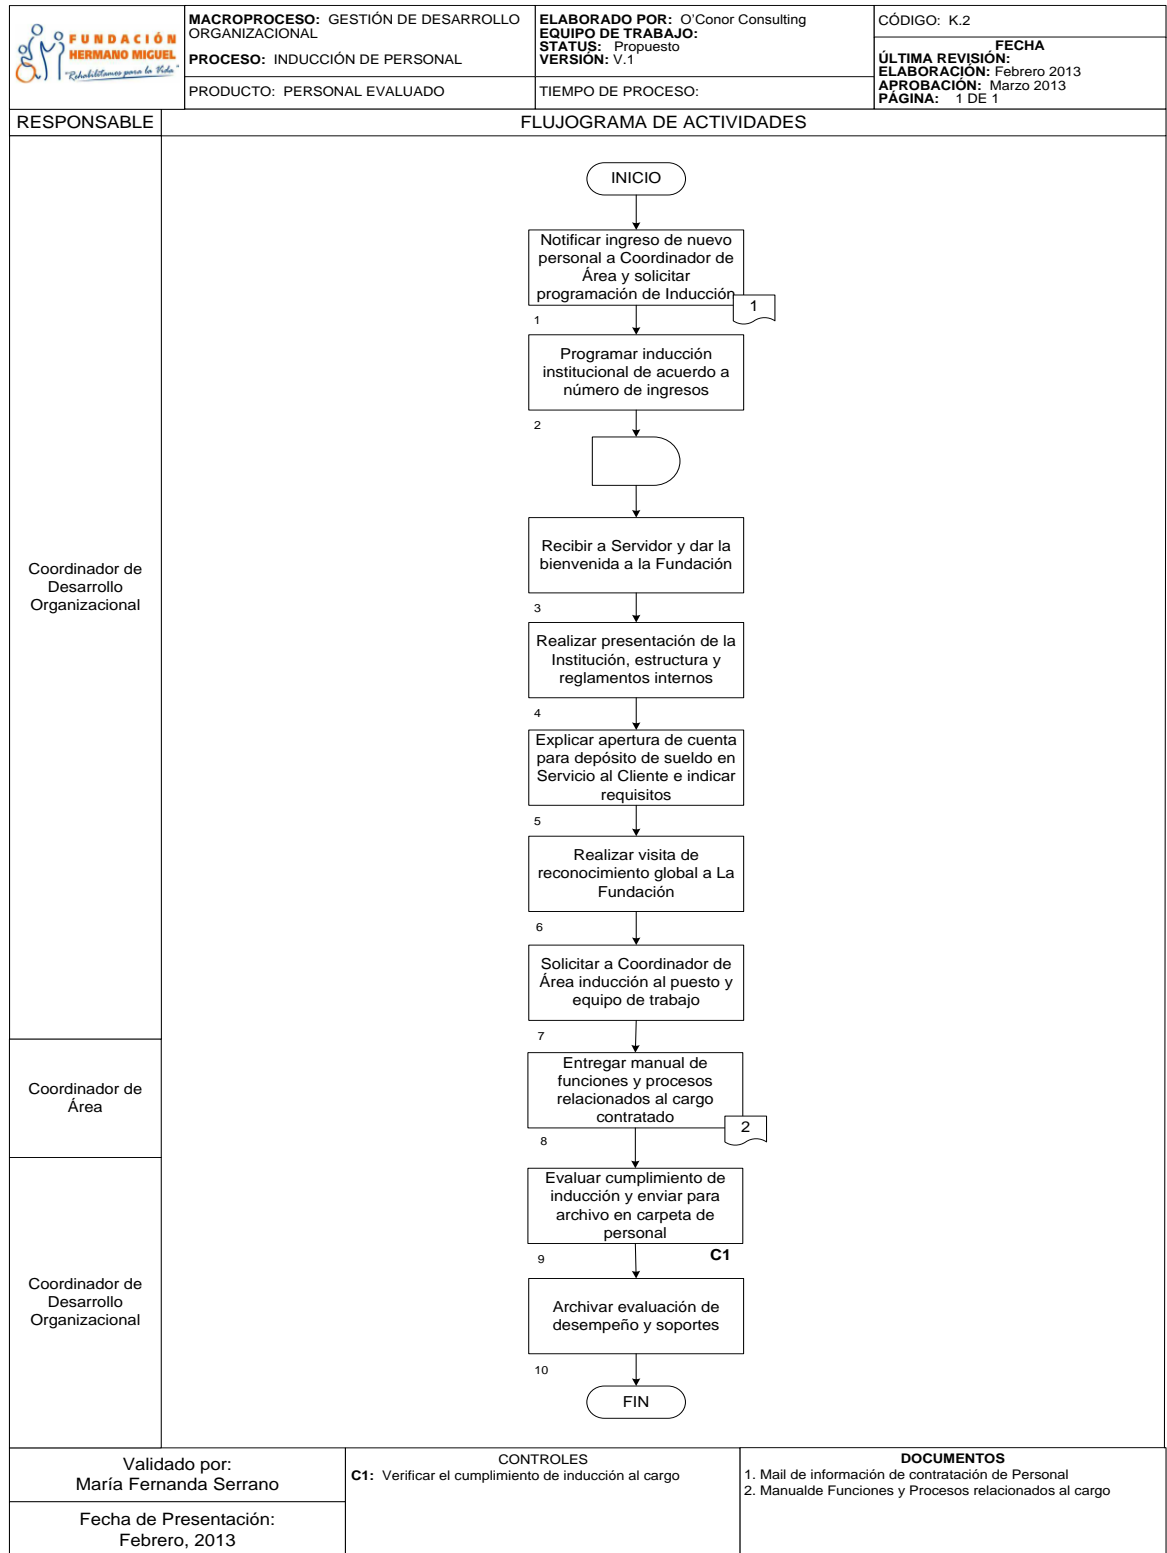 FUNDACIÓN
HERMANO MIGUEL
"Rehabilitamos para la Vida"
MACROPROCESO: GESTIÓN DE DESARROLLO
ORGANIZACIONAL
PROCESO: INDUCCIÓN DE PERSONAL
PRODUCTO: PERSONAL EVALUADO
ELABORADO POR: O'Conor Consulting
EQUIPO DE TRABAJO:
STATUS: Propuesto
VERSIÓN: V.1
TIEMPO DE PROCESO:
CÓDIGO: K.2
FECHA
ÚLTIMA REVISIÓN:
ELABORACIÓN: Febrero 2013
APROBACIÓN: Marzo 2013
PÁGINA: 1 DE 1
RESPONSABLE
FLUJOGRAMA DE ACTIVIDADES
INICIO
Notificar ingreso de nuevo
personal a Coordinador de
Área y solicitar
programación de Inducción
1
1
Programar inducción
institucional de acuerdo a
número de ingresos
2
Recibir a Servidor y dar la
bienvenida a la Fundación
3
Coordinador de
Desarrollo
Organizacional
Realizar presentación de la
Institución, estructura y
reglamentos internos
4
Explicar apertura de cuenta
para depósito de sueldo en
Servicio al Cliente e indicar
requisitos
5
Realizar visita de
reconocimiento global a La
Fundación
6
Solicitar a Coordinador de
Área inducción al puesto y
equipo de trabajo
7
Coordinador de
Área
Entregar manual de
funciones y procesos
relacionados al cargo
contratado
2
8
Evaluar cumplimiento de
inducción y enviar para
archivo en carpeta de
personal
9
C1
Coordinador de
Desarrollo
Organizacional
Archivar evaluación de
desempeño y soportes
10
FIN
Validado por:
María Fernanda Serrano
Fecha de Presentación:
Febrero, 2013
CONTROLES
C1: Verificar el cumplimiento de inducción al cargo
DOCUMENTOS
1. Mail de información de contratación de Personal
2. Manualde Funciones y Procesos relacionados al cargo